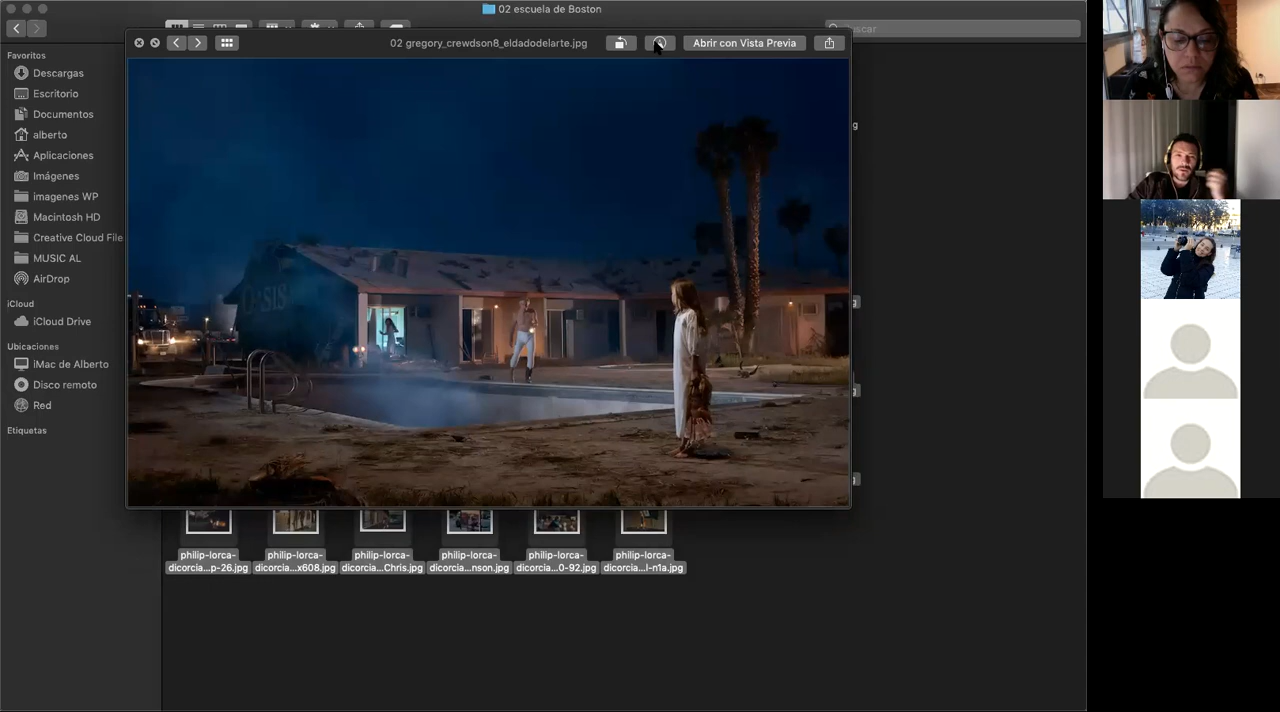 02 escuela de Boston
scar
02 gregory_crewdson8_eldadodelarte.jpg
Abrir con Vista Previa
Favoritos
Descargas
Escritorio
Documentos
alberto
Aplicaciones
Imágenes
imagenes WP
Macintosh HD
Creative Cloud File
MUSIC AL
AirDrop
iCloud
iCloud Drive
Ubicaciones
iMac de Alberto
Disco remoto
Red
Etiquetas
OASIS
g
g
g
g
philip-lorca-
dicorcia...p-26.jpg
philip-lorca-
dicorcia...x608.jpg
philip-lorca-
dicorcia...Chris.jpg
philip-lorca-
dicorcia...nson.jpg
philip-lorca-
dicorcia...0-92.jpg
philip-lorca-
dicorcia...l-n1a.jpg